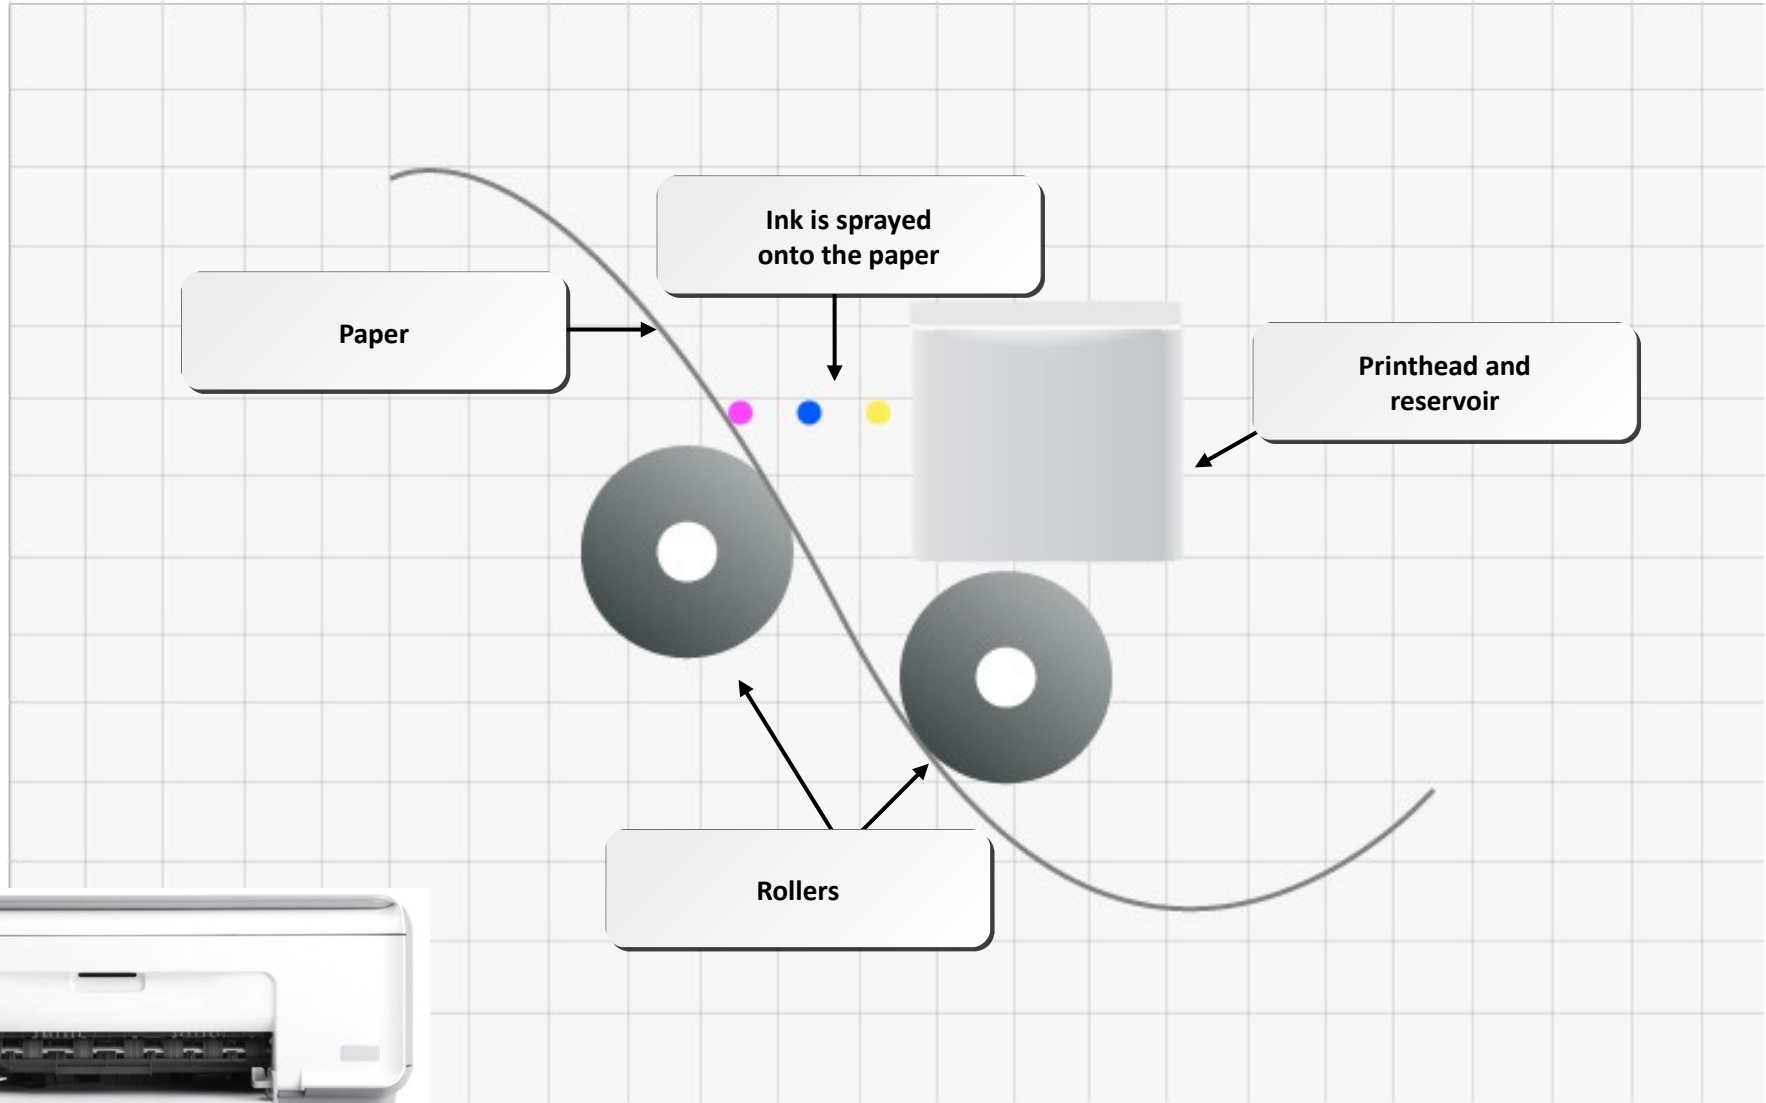 Ink is sprayed
onto the paper
Paper
Printhead and
reservoir
Rollers